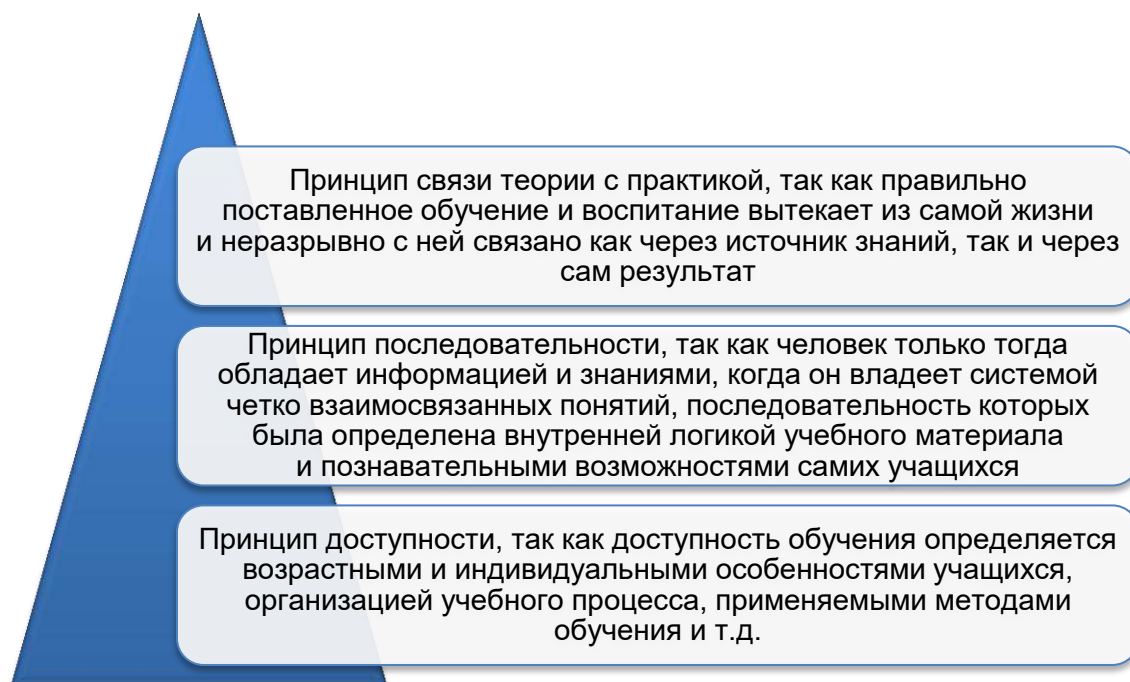 Принцип связи теории с практикой, так как правильно
поставленное обучение и воспитание вытекает из самой жизни
и неразрывно с ней связано как через источник знаний, так и через
сам результат
Принцип последовательности, так как человек только тогда
обладает информацией и знаниями, когда он владеет системой
четко взаимосвязанных понятий, последовательность которых
была определена внутренней логикой учебного материала
и познавательными возможностями самих учащихся
Принцип доступности, так как доступность обучения определяется
возрастными и индивидуальными особенностями учащихся,
организацией учебного процесса, применяемыми методами
обучения и т.д.